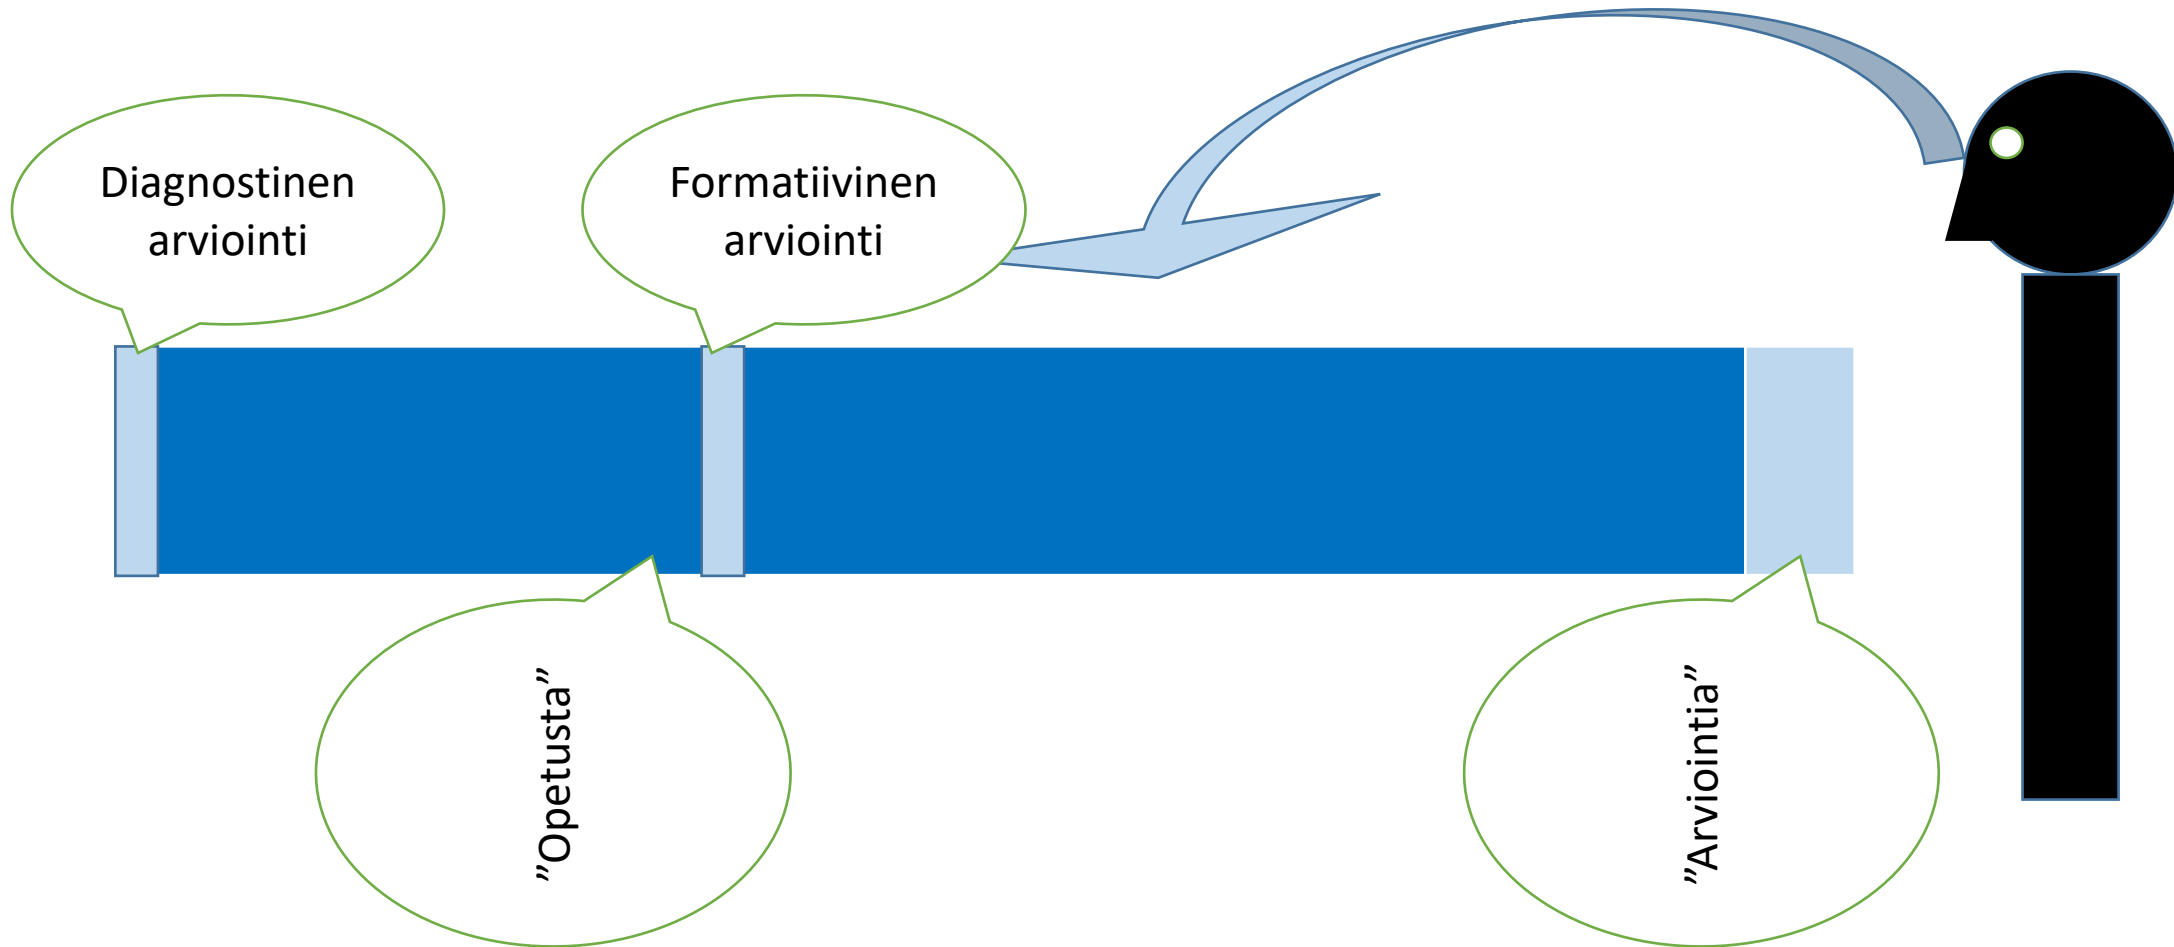 Diagnostinen
arviointi
Formatiivinen
arviointi
”Opetusta”
”Arviointia”